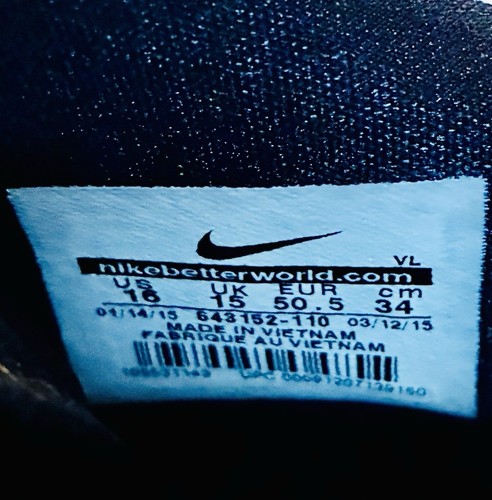 VL
nikebetterworld.com
US UK EUR cm
16 15 50.5 34
01/14/15 643152-110 03/12/15
MADE IN VIETNAM
FABRIQUE AU VIETNAM
UPC